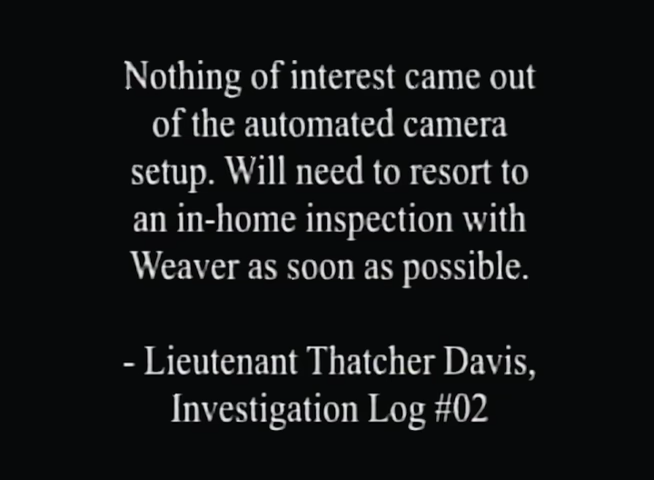 Nothing of interest came out
of the automated camera
setup. Will need to resort to
an in-home inspection with
Weaver as soon as possible.
- Lieutenant Thatcher Davis,
Investigation Log #02